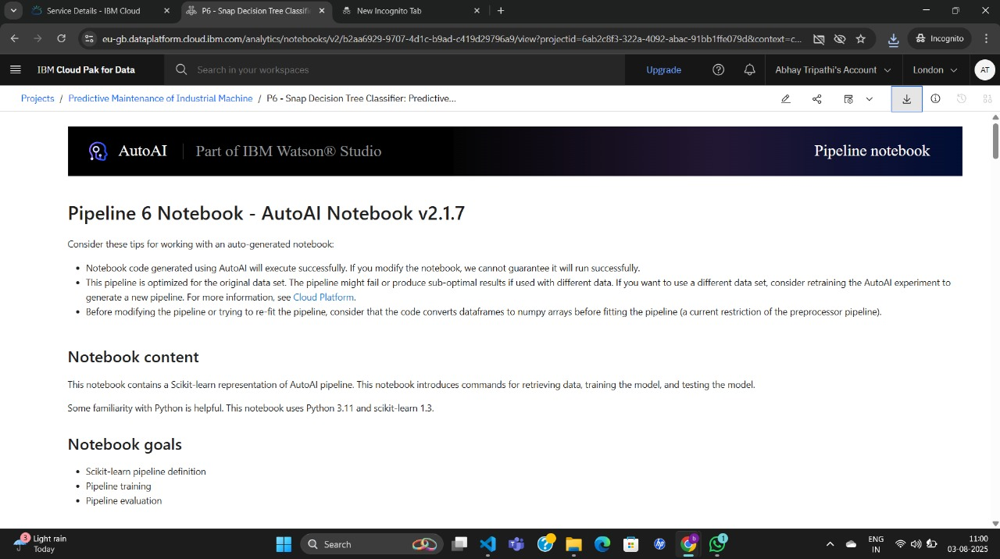 Service Details - IBM Cloud
P6 - Snap Decision Tree Classifi
New Incognito Tab
eu-gb.dataplatform.cloud.ibm.com/analytics/notebooks/v2/b2aa6929-9707-4d1c-b9ad-c419d29796a9/view?projectid=6ab2c8f3-322a-4092-abac-91bb1ffe079d&context=c...
Incognito
IBM Cloud Pak for Data
Search in your workspaces
Upgrade
Abhay Tripathi's Account
London
AT
Projects / Predictive Maintenance of Industrial Machine / P6 - Snap Decision Tree Classifier: Predictive...
AutoAI | Part of IBM Watson® Studio
Pipeline notebook
Pipeline 6 Notebook - AutoAI Notebook v2.1.7
Consider these tips for working with an auto-generated notebook:
• Notebook code generated using AutoAI will execute successfully. If you modify the notebook, we cannot guarantee it will run successfully.
• This pipeline is optimized for the original data set. The pipeline might fail or produce sub-optimal results if used with different data. If you want to use a different data set, consider retraining the AutoAI experiment to
generate a new pipeline. For more information, see Cloud Platform.
• Before modifying the pipeline or trying to re-fit the pipeline, consider that the code converts dataframes to numpy arrays before fitting the pipeline (a current restriction of the preprocessor pipeline).
Notebook content
This notebook contains a Scikit-learn representation of AutoAI pipeline. This notebook introduces commands for retrieving data, training the model, and testing the model.
Some familiarity with Python is helpful. This notebook uses Python 3.11 and scikit-learn 1.3.
Notebook goals
• Scikit-learn pipeline definition
• Pipeline training
• Pipeline evaluation
3
Light rain
Today
Search
b
1
ENG
IN
11:00
03-08-2025